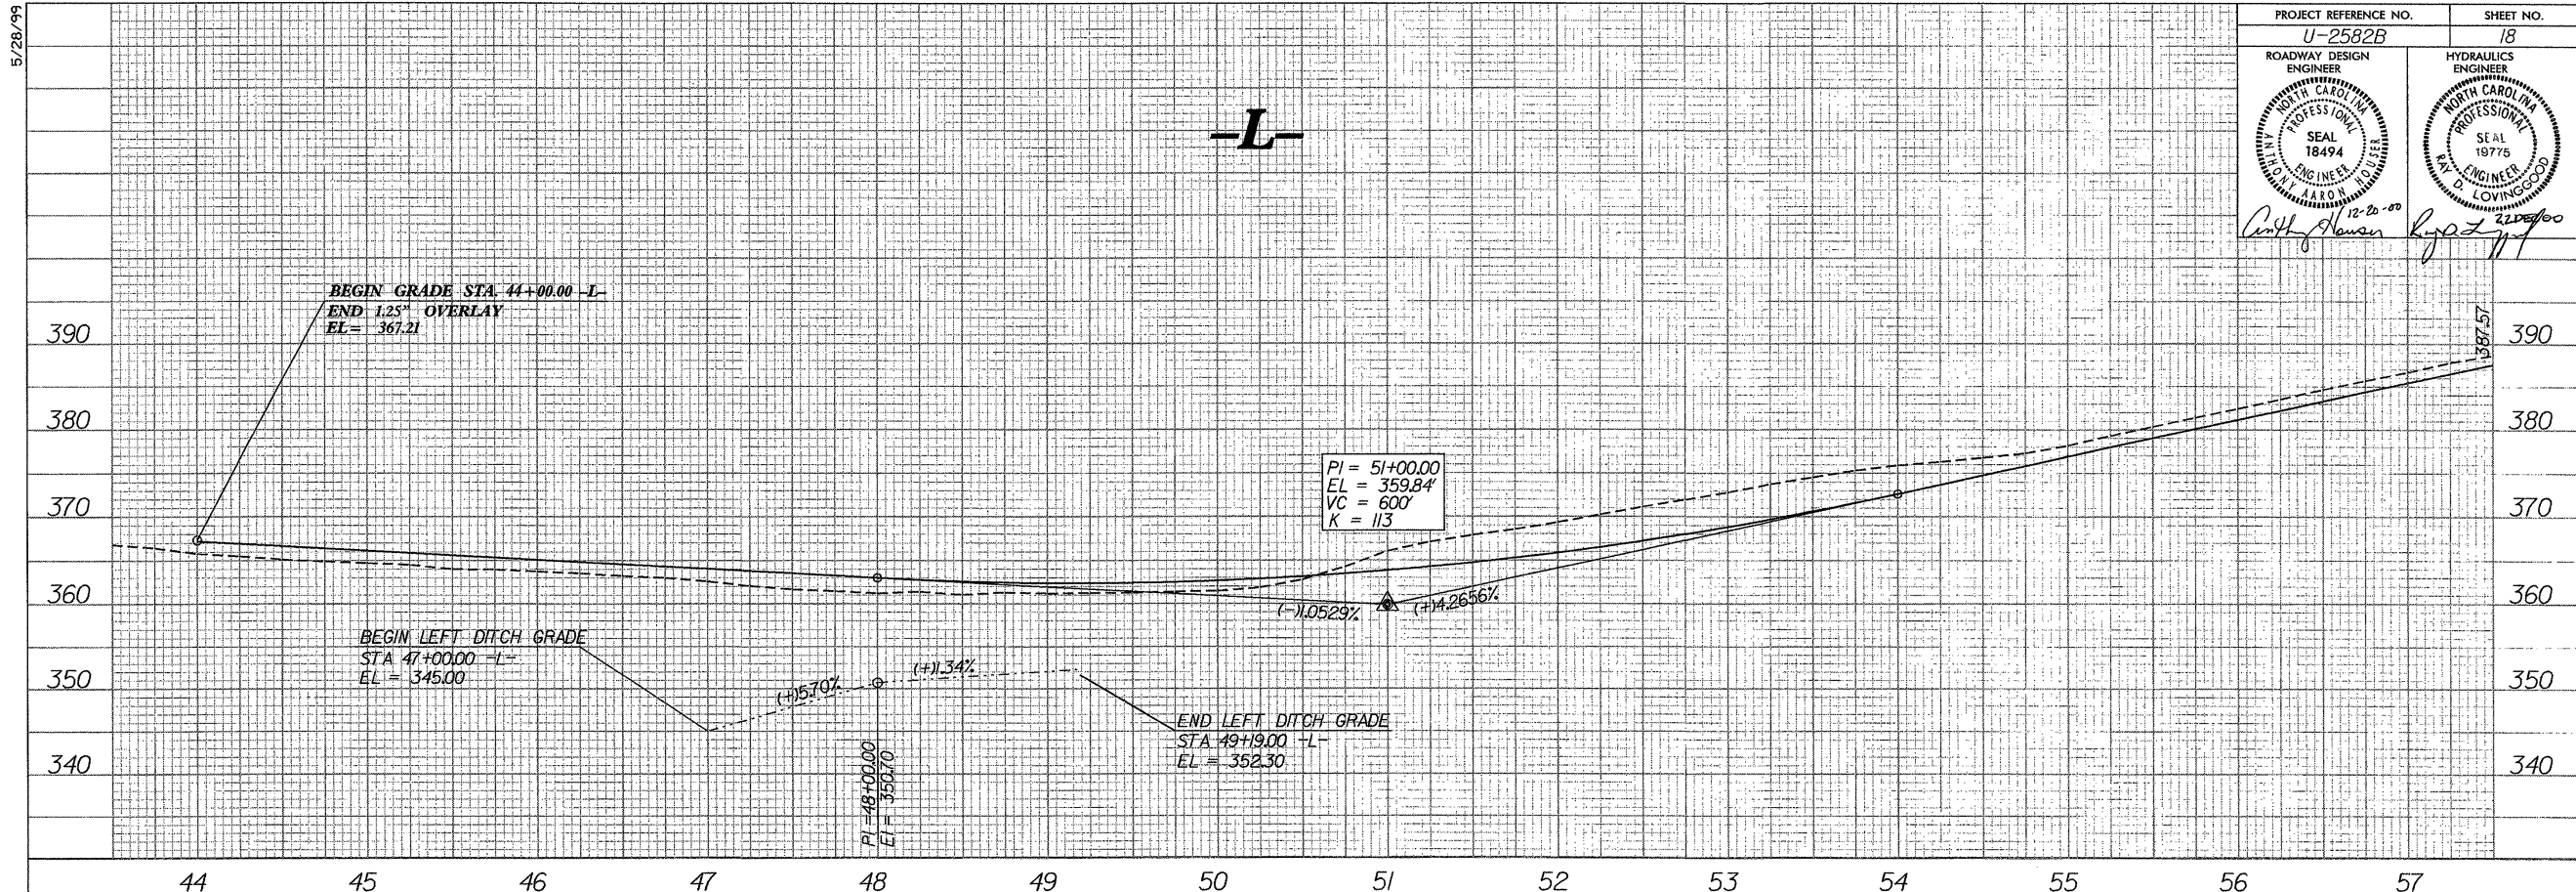 5/28/99
PROJECT REFERENCE NO.
SHEET NO.
U-2582B
18
ROADWAY DESIGN
ENGINEER
HYDRAULICS
ENGINEER
NORTH CAROLINA
PROFESSIONAL
SEAL
18494
ENGINEER
ANTHONY AARON HOUSER
12-20-00
NORTH CAROLINA
PROFESSIONAL
SEAL
19775
ENGINEER
RAY D. LOVINGGOOD
-L-
BEGIN GRADE STA. 44+00.00 -L-
END 1.25" OVERLAY
EL= 367.21
390
380
370
360
350
340
387.57
390
380
370
360
350
340
PI = 51+00.00
EL = 359.84'
VC = 600'
K = 113
(-)1.0529%
(+)4.2656%
BEGIN LEFT DITCH GRADE
STA 47+00.00 -L-
EL = 345.00
(+)5.70%
(+)1.34%
END LEFT DITCH GRADE
STA 49+19.00 -L-
EL = 352.30
PI =48+00.00
El = 350.70
44 45 46 47 48 49 50 51 52 53 54 55 56 57